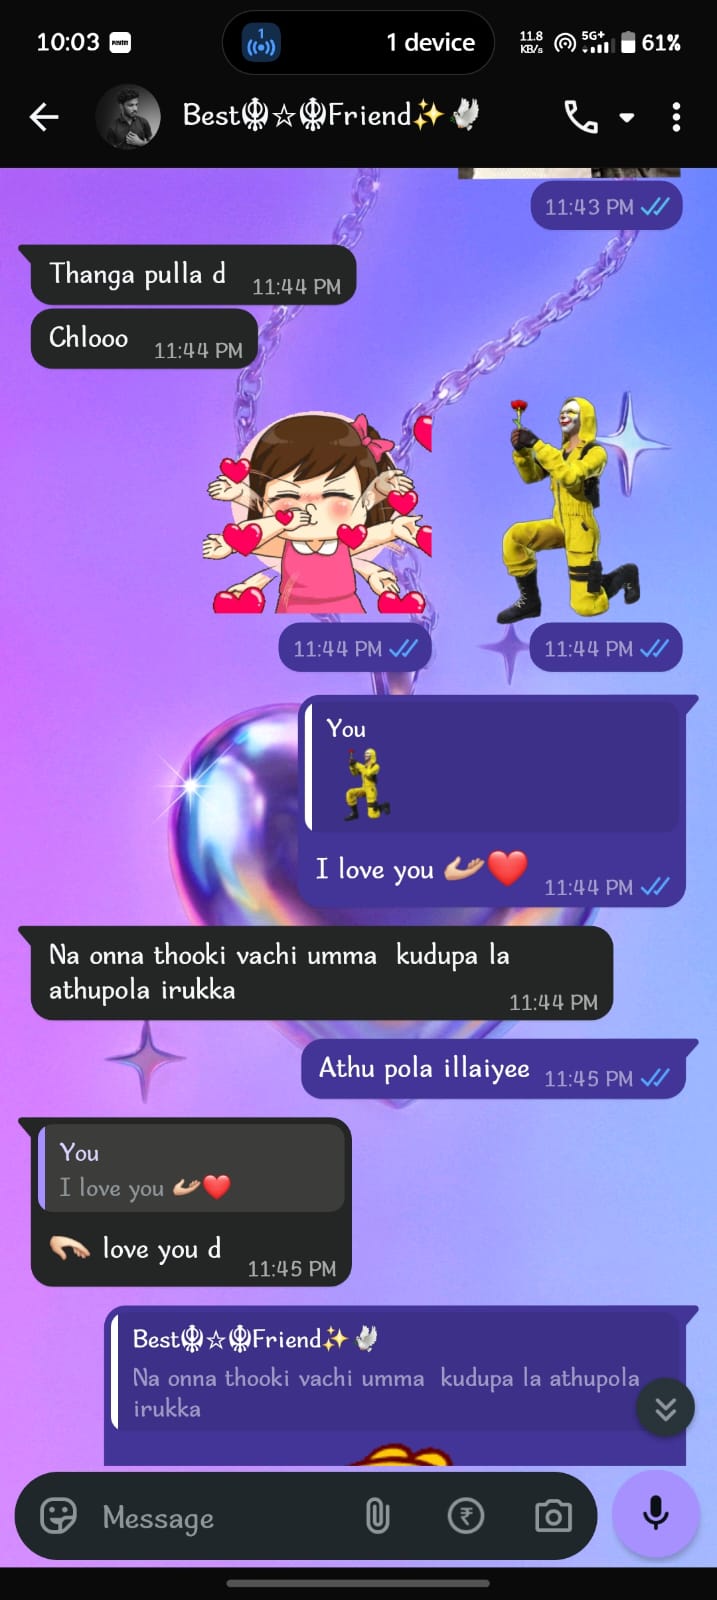 10:03
1
1 device
11.8
KB/s
5G+
61%
Best☬☆☬Friend✨🕊️
11:43 PM
Thanga pulla d 11:44 PM
Chlooo 11:44 PM
11:44 PM 11:44 PM
You
I love you 🫴🏼❤️ 11:44 PM
Na onna thooki vachi umma kudupa la
athupola irukka 11:44 PM
Athu pola illaiyee 11:45 PM
You
I love you 🫴🏼❤️
🫳🏼 love you d 11:45 PM
Best☬☆☬Friend✨🕊️
Na onna thooki vachi umma kudupa la athupola
irukka
Message